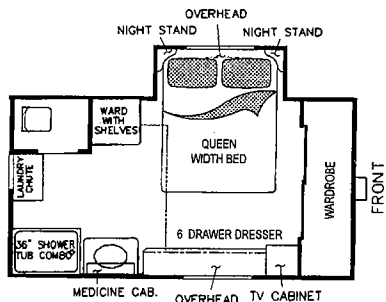 OVERHEAD
NIGHT STAND
NIGHT STAND
WARD
WITH
SHELVES
QUEEN
WIDTH BED
LAUNDRY
CHUTE
WARDROBE
FRONT
36" SHOWER
TUB COMBO
6 DRAWER DRESSER
MEDICINE CAB.
OVERHEAD
TV CABINET